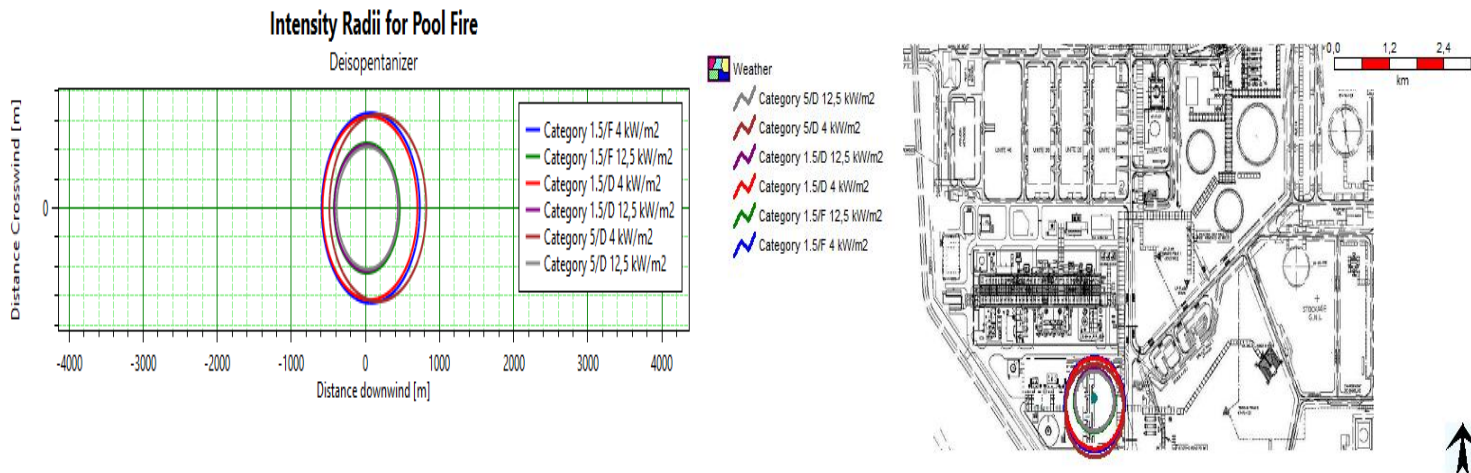 Intensity Radii for Pool Fire
Deisopentanizer
Distance Crosswind [m]
0
Category 1.5/F 4 kW/m2
Category 1.5/F 12,5 kW/m2
Category 1.5/D 4 kW/m2
Category 1.5/D 12,5 kW/m2
Category 5/D 4 kW/m2
Category 5/D 12,5 kW/m2
-4000 -3000 -2000 -1000 0 1000 2000 3000 4000
Distance downwind [m]
Weather
Category 5/D 12,5 kW/m2
Category 5/D 4 kW/m2
Category 1.5/D 12,5 kW/m2
Category 1.5/D 4 kW/m2
Category 1.5/F 12,5 kW/m2
Category 1.5/F 4 kW/m2
0,0 1,2 2,4
km
STOCKAGE
G.N.L